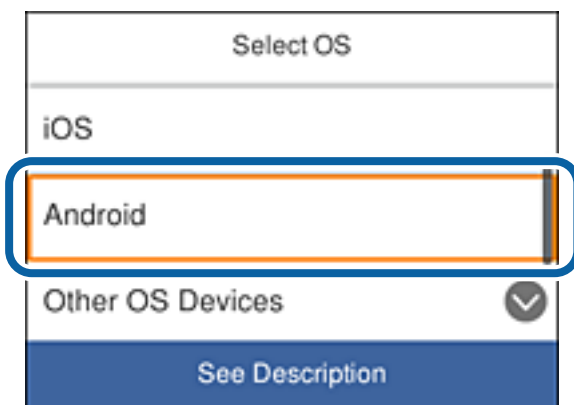 Select OS
iOS
Android
Other OS Devices
See Description